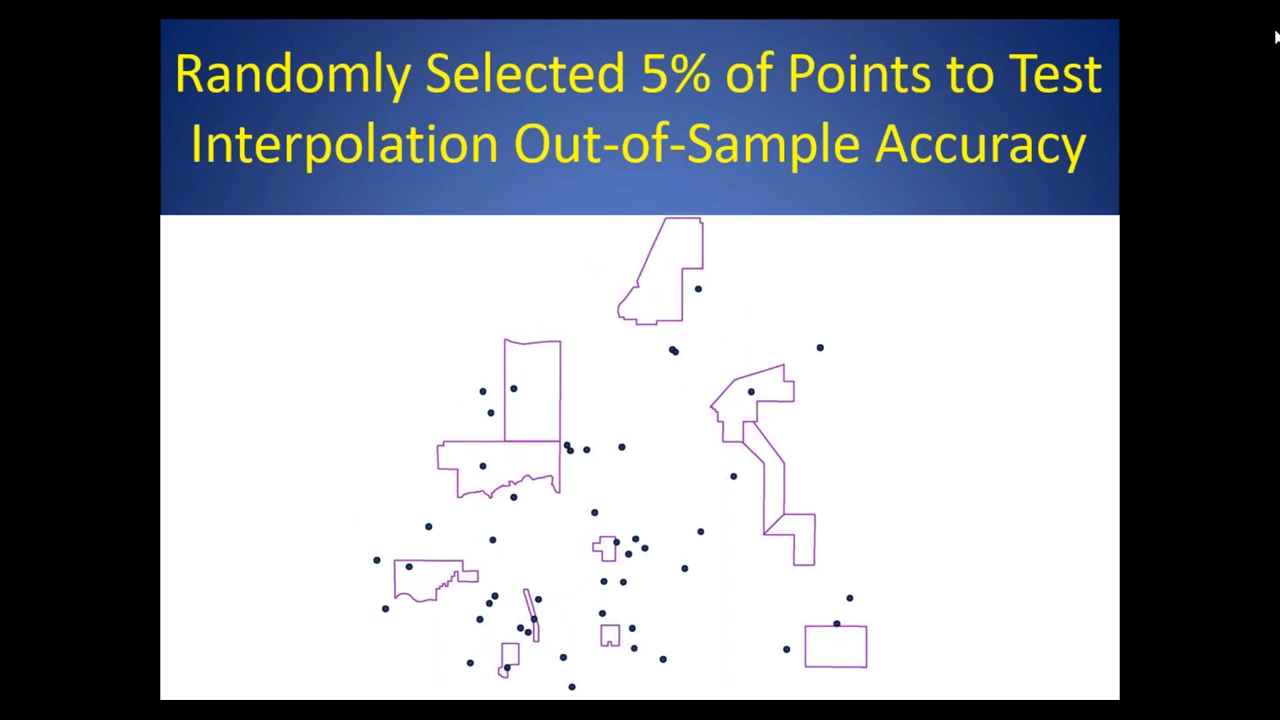 Randomly Selected 5% of Points to Test
Interpolation Out-of-Sample Accuracy